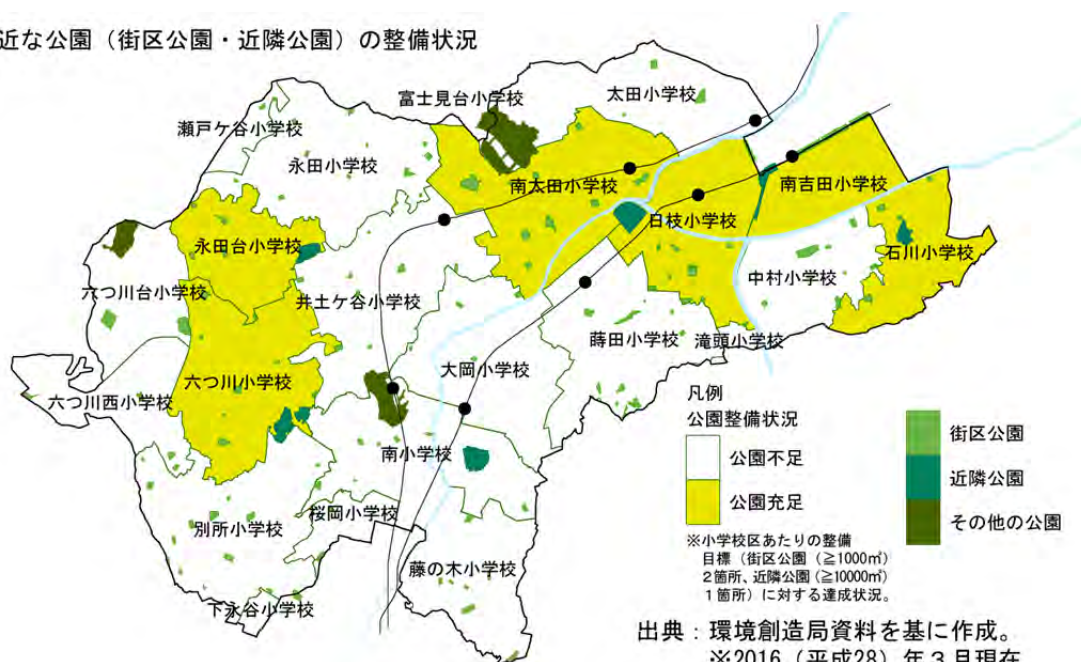 近な公園（街区公園・近隣公園）の整備状況
富士見台小学校
太田小学校
瀬戸ケ谷小学校
永田小学校
南太田小学校
南吉田小学校
日枝小学校
永田台小学校
石川小学校
中村小学校
六つ川台小学校
井土ケ谷小学校
蒔田小学校
滝頭小学校
大岡小学校
六つ川小学校
六つ川西小学校
南小学校
別所小学校
桜岡小学校
藤の木小学校
下永谷小学校
凡例
公園整備状況
公園不足
公園充足
街区公園
近隣公園
その他の公園
※小学校区あたりの整備
目標（街区公園（≧1000㎡）
２箇所、近隣公園（≧10000㎡）
１箇所）に対する達成状況。
出典：環境創造局資料を基に作成。
※2016（平成28）年３月現在